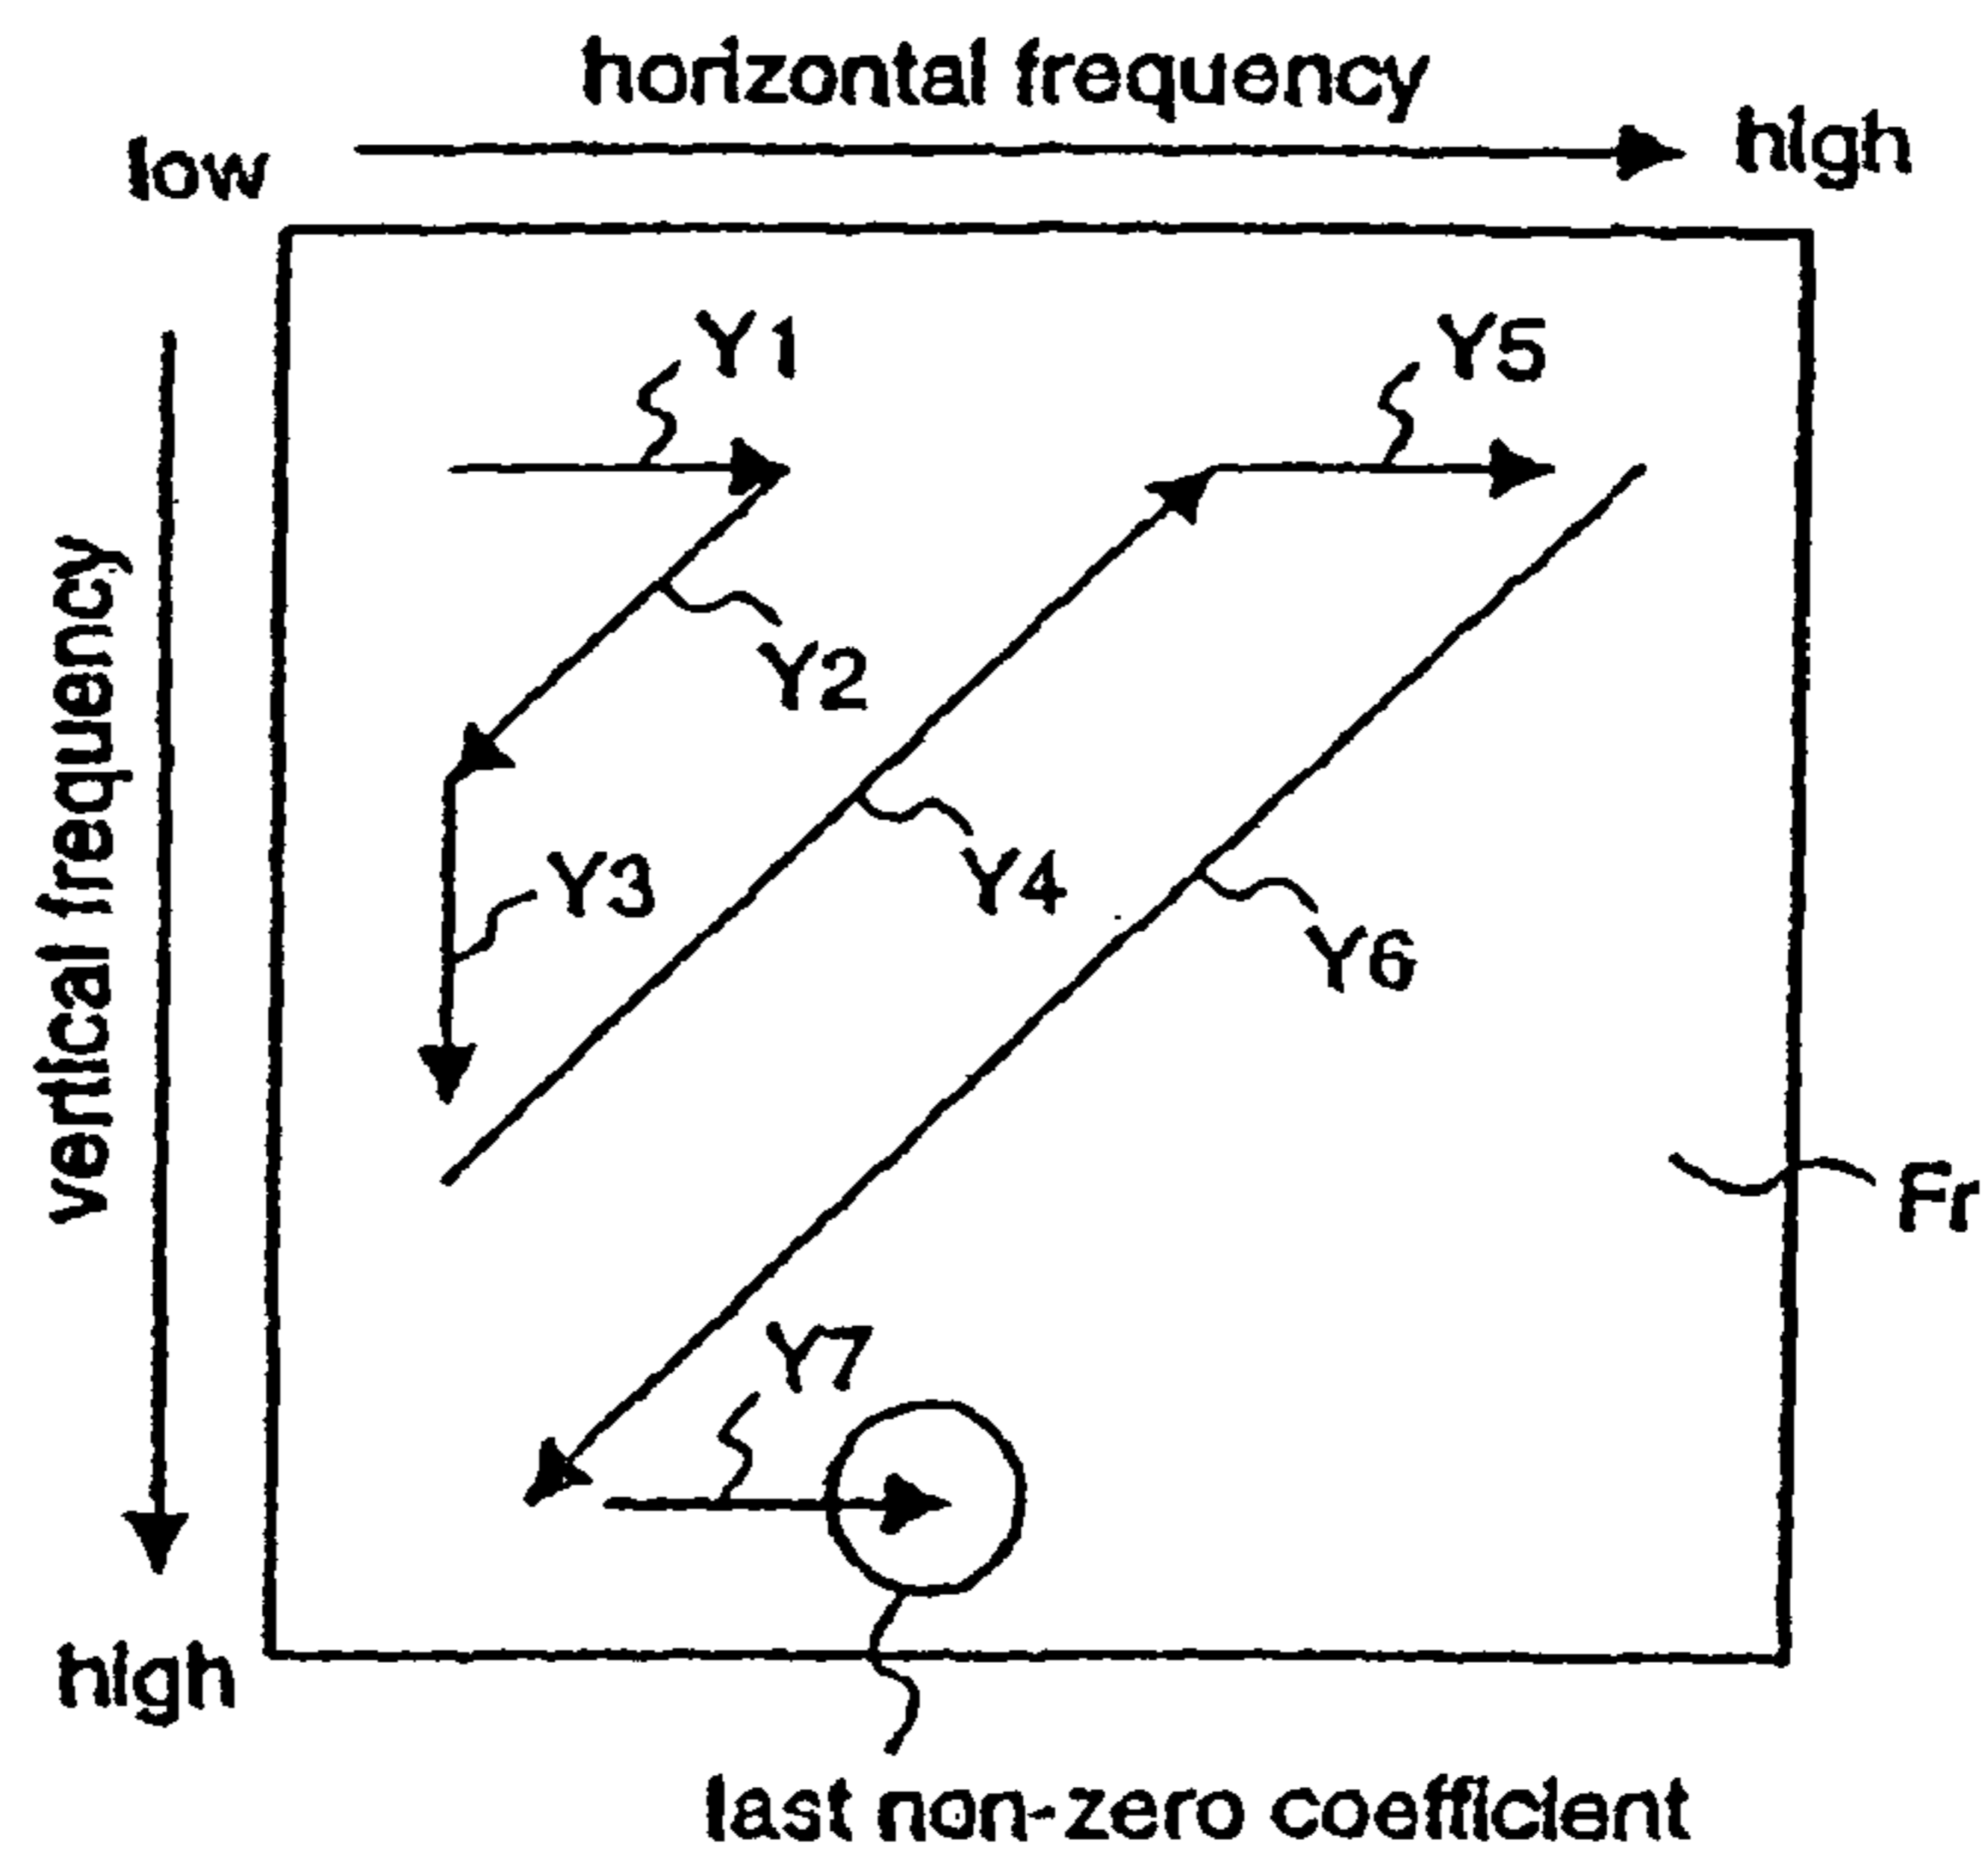 horizontal frequency
low
high
Y1
Y5
Y2
Y3
Y4
Y6
vertical frequency
Fr
Y7
high
last non-zero coefficient